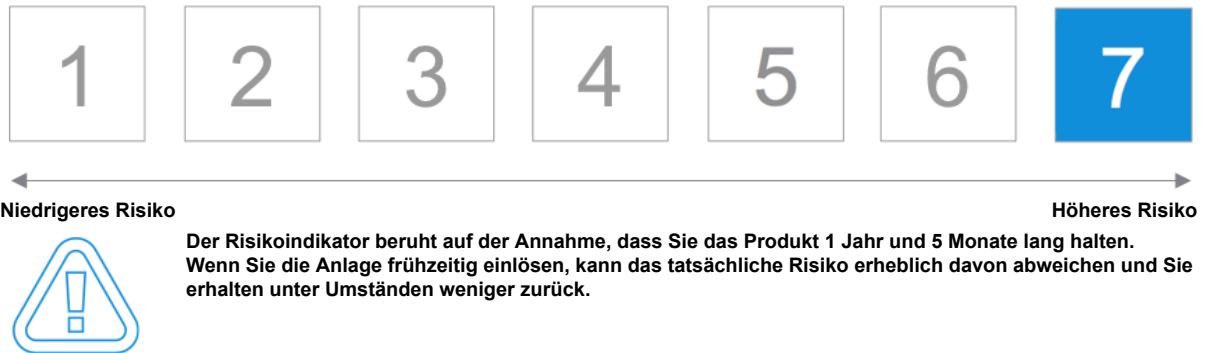 1 2 3 4 5 6 7
Niedrigeres Risiko Höheres Risiko
Der Risikoindikator beruht auf der Annahme, dass Sie das Produkt 1 Jahr und 5 Monate lang halten.
Wenn Sie die Anlage frühzeitig einlösen, kann das tatsächliche Risiko erheblich davon abweichen und Sie
erhalten unter Umständen weniger zurück.